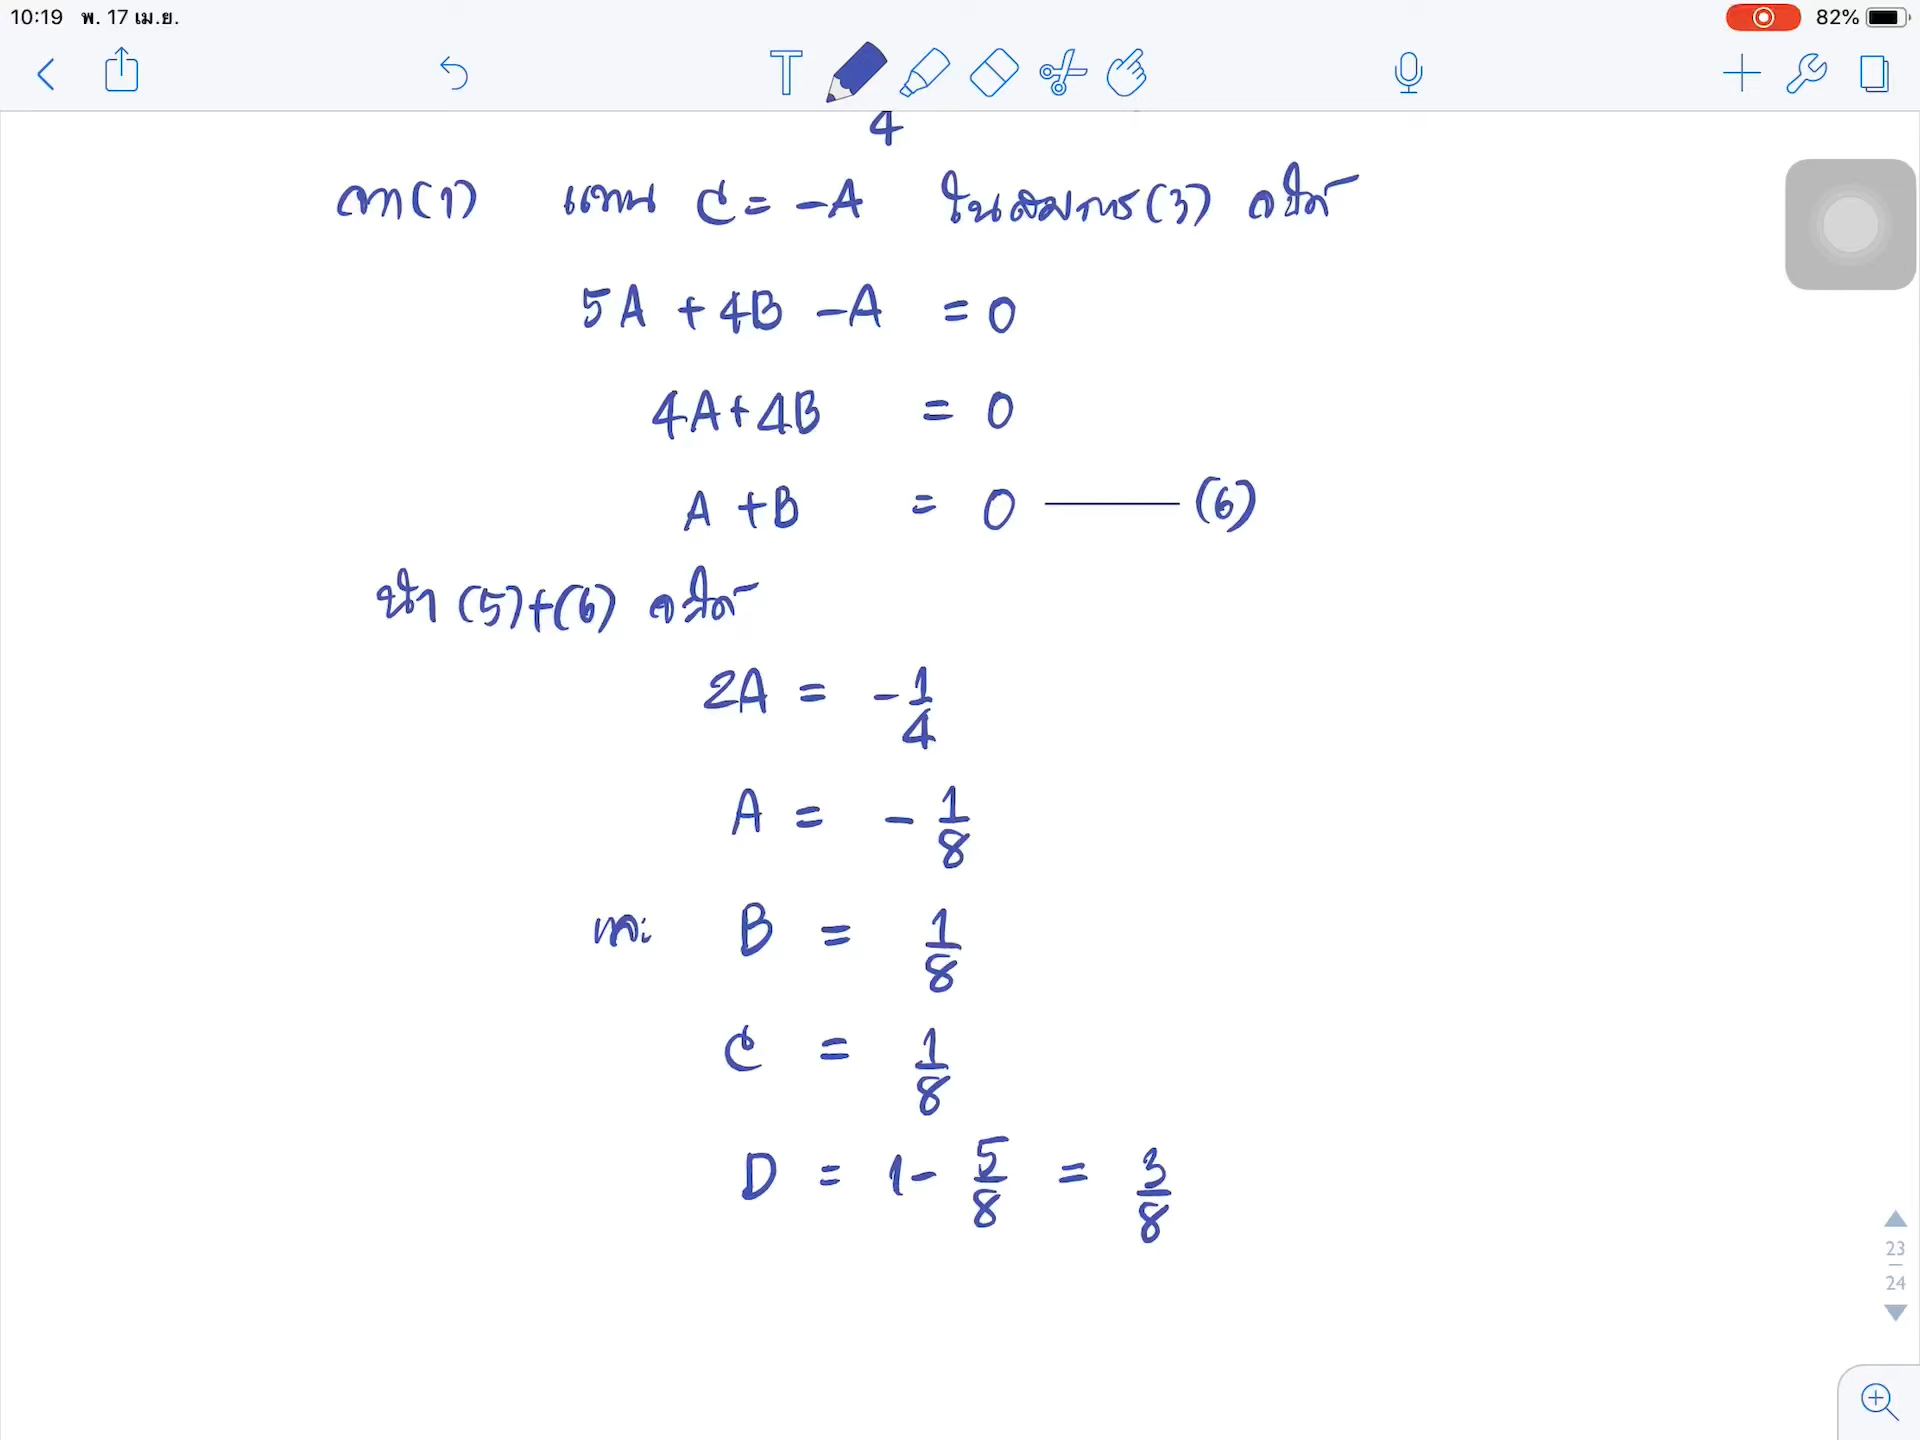 10:19 พ. 17 เม.ย. 82%
T
4
จาก (1) แทน C = -A ในสมการ (3) จะได้
5A + 4B - A = 0
4A + 4B = 0
A + B = 0 ——— (6)
นำ (5)+(6) จะได้
2A = -1/4
A = -1/8
และ B = 1/8
C = 1/8
D = 1 - 5/8 = 3/8
23
24